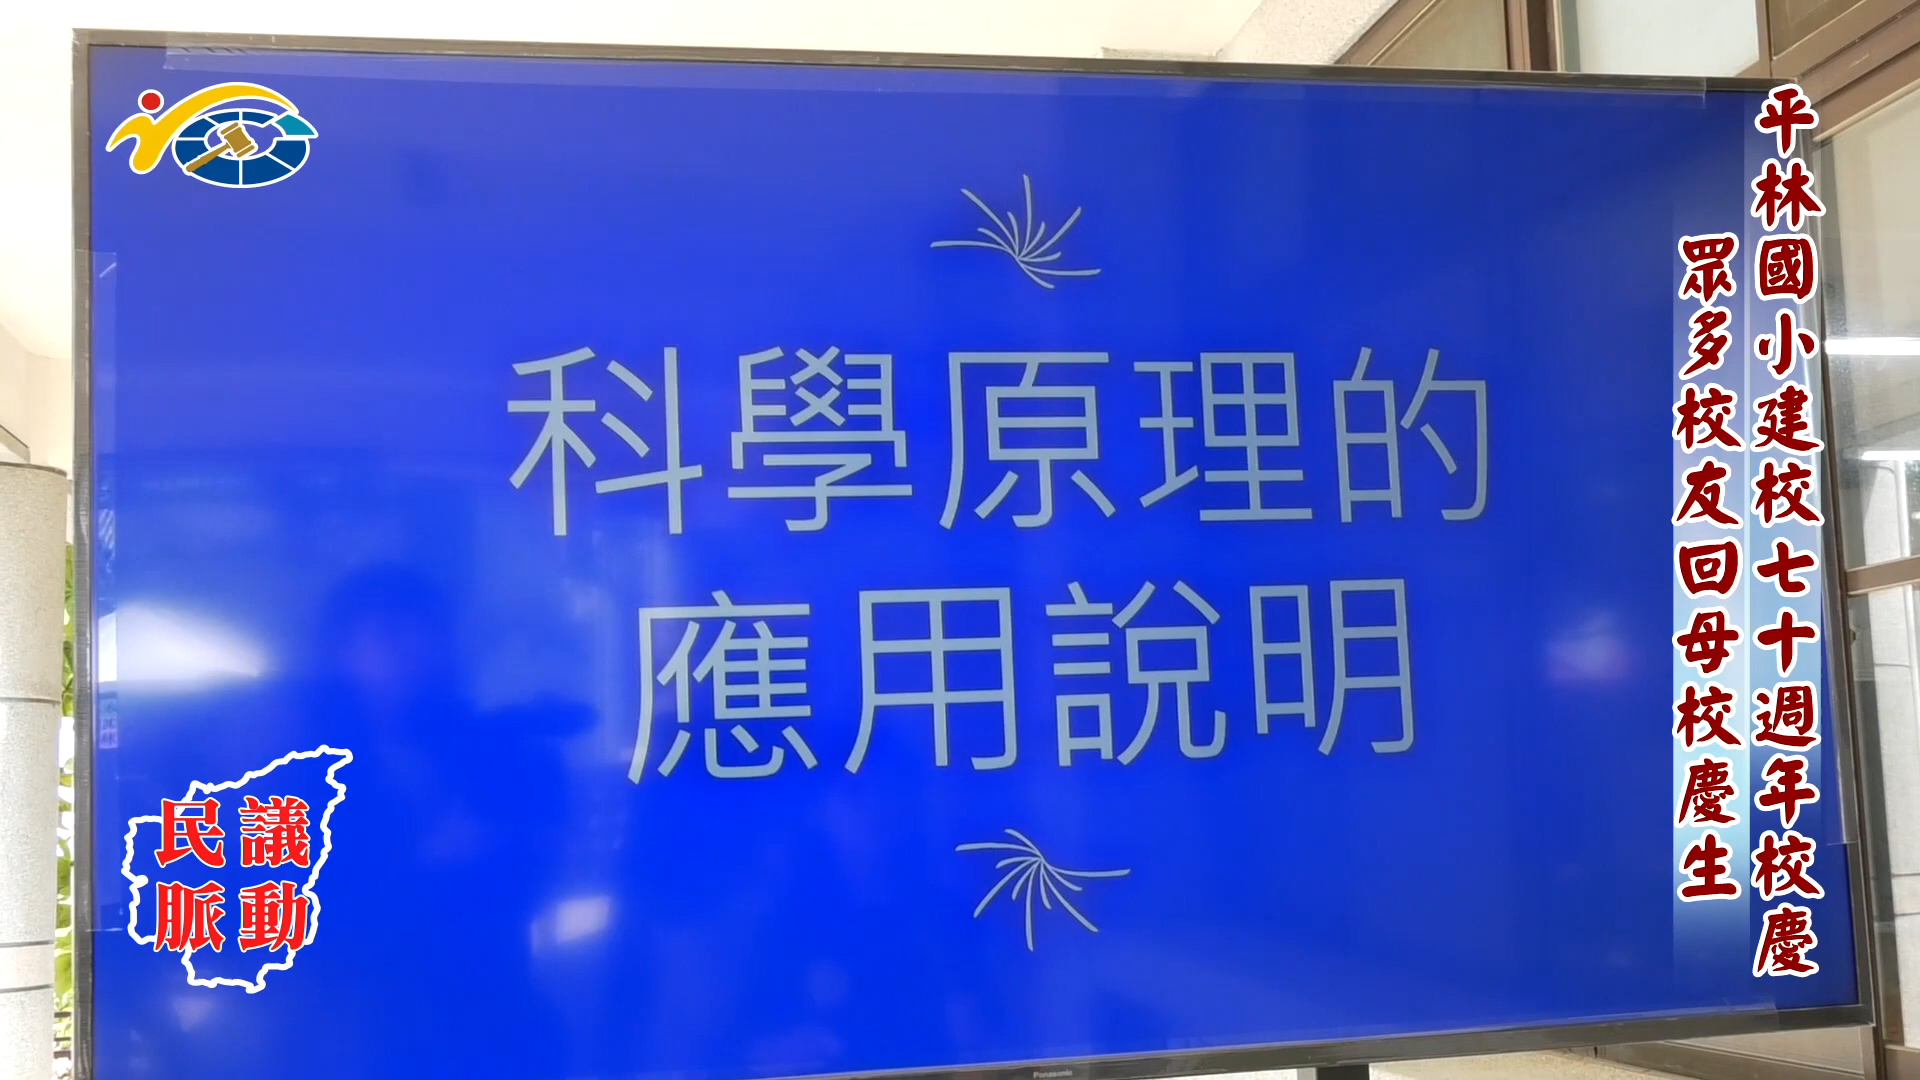 科學原理的
應用說明
平林國小建校七十週年校慶
眾多校友回母校慶生
民議
脈動
Panasonic